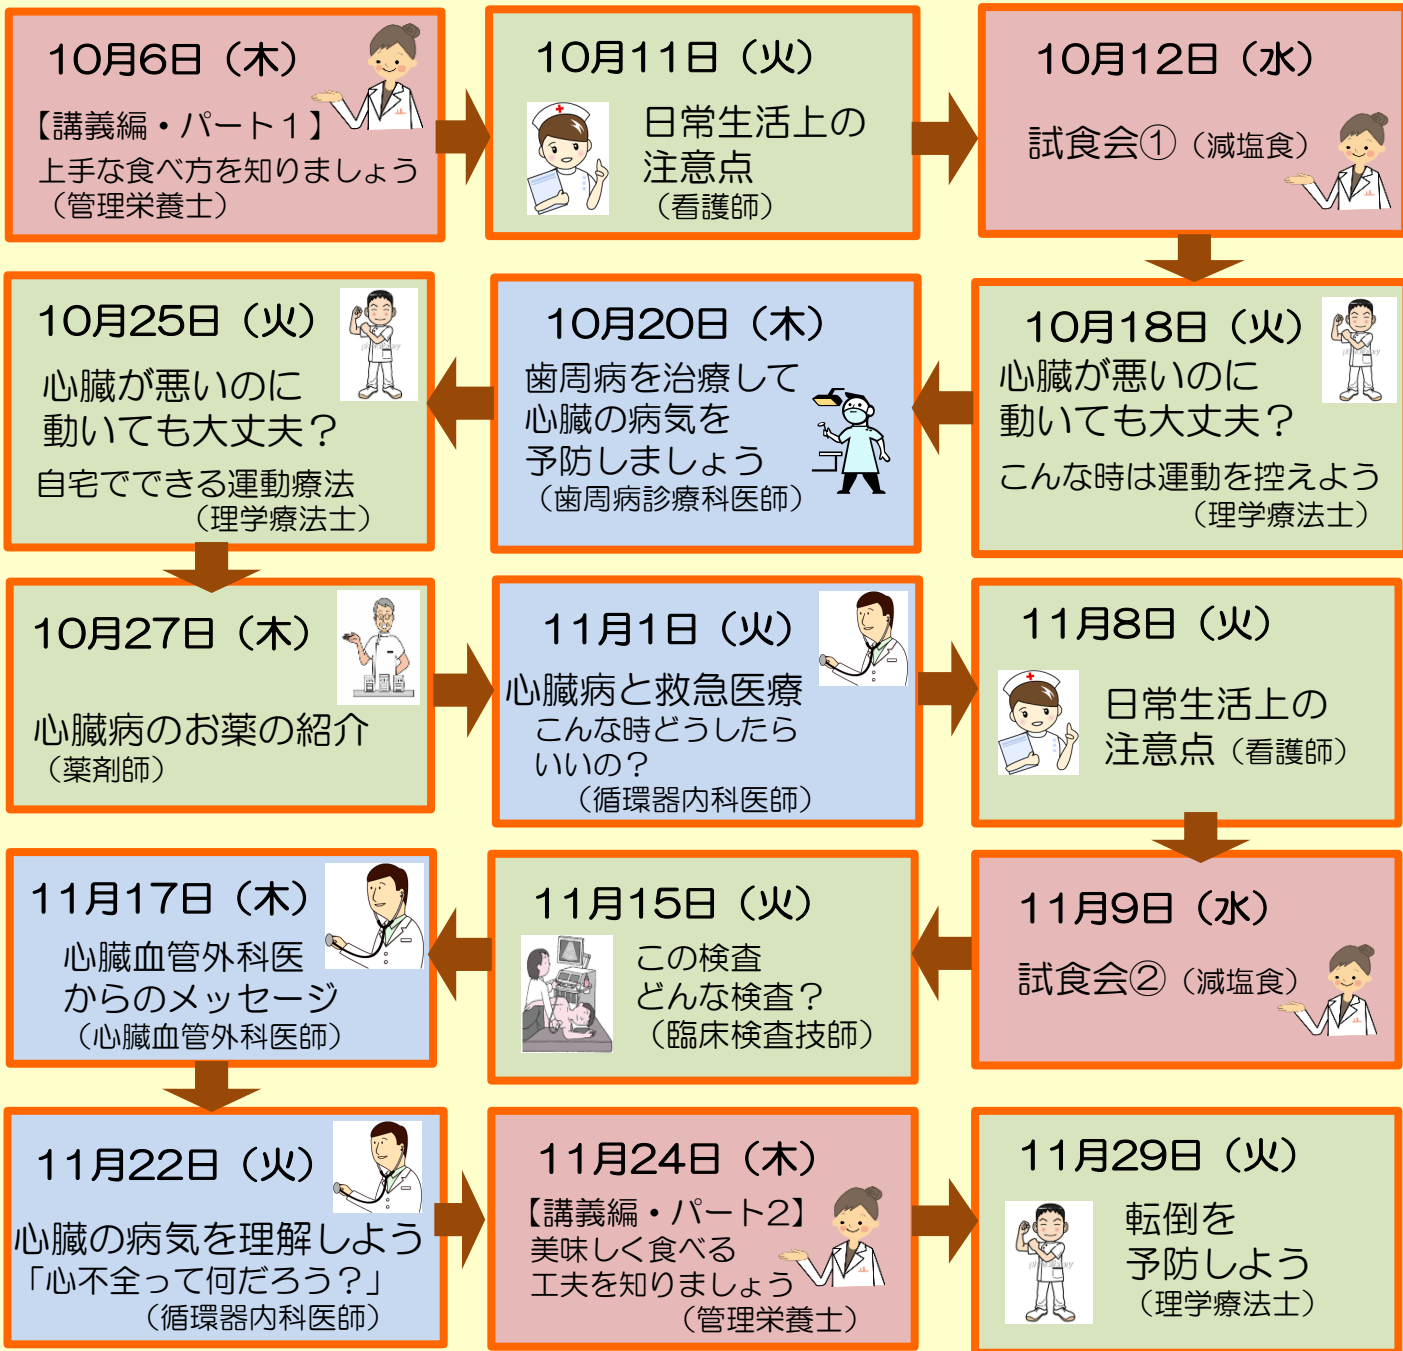 10月6日（木）
【講義編・パート１】
上手な食べ方を知りましょう
（管理栄養士）
10月11日（火）
日常生活上の
注意点
（看護師）
10月12日（水）
試食会①（減塩食）
10月18日（火）
心臓が悪いのに
動いても大丈夫？
こんな時は運動を控えよう
（理学療法士）
10月20日（木）
歯周病を治療して
心臓の病気を
予防しましょう
（歯周病診療科医師）
10月25日（火）
心臓が悪いのに
動いても大丈夫？
自宅でできる運動療法
（理学療法士）
10月27日（木）
心臓病のお薬の紹介
（薬剤師）
11月1日（火）
心臓病と救急医療
こんな時どうしたら
いいの？
（循環器内科医師）
11月8日（火）
日常生活上の
注意点（看護師）
11月9日（水）
試食会②（減塩食）
11月15日（火）
この検査
どんな検査？
（臨床検査技師）
11月17日（木）
心臓血管外科医
からのメッセージ
（心臓血管外科医師）
11月22日（火）
心臓の病気を理解しよう
「心不全って何だろう？」
（循環器内科医師）
11月24日（木）
【講義編・パート2】
美味しく食べる
工夫を知りましょう
（管理栄養士）
11月29日（火）
転倒を
予防しよう
（理学療法士）